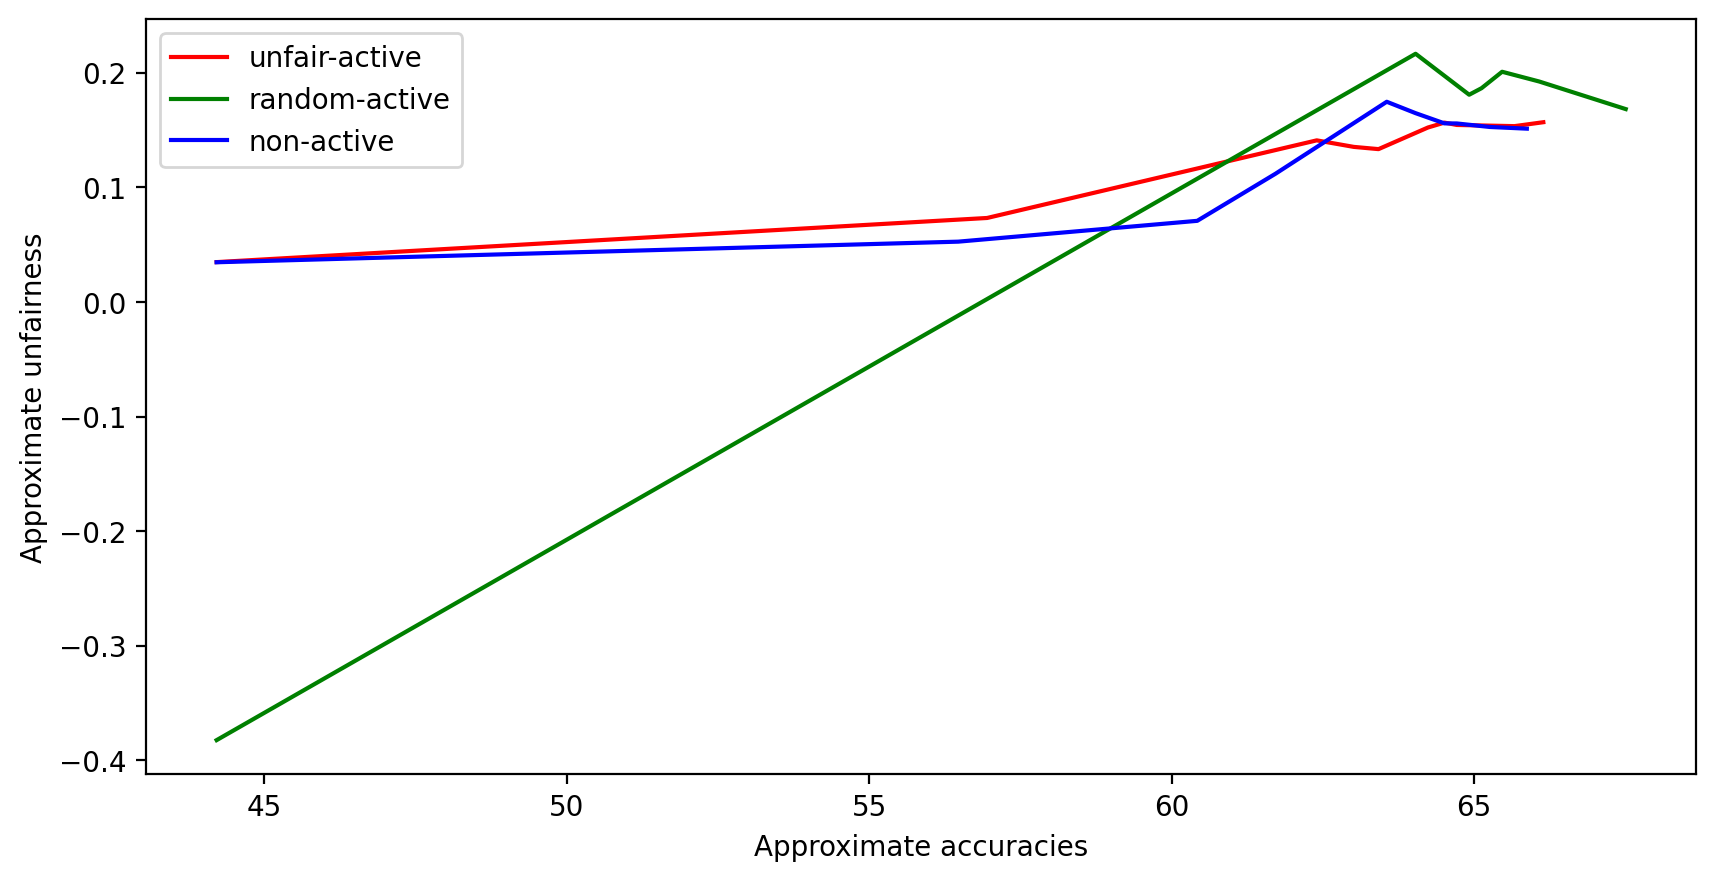 unfair-active
random-active
non-active
0.2
0.1
0.0
−0.1
−0.2
−0.3
−0.4
Approximate unfairness
45 50 55 60 65
Approximate accuracies